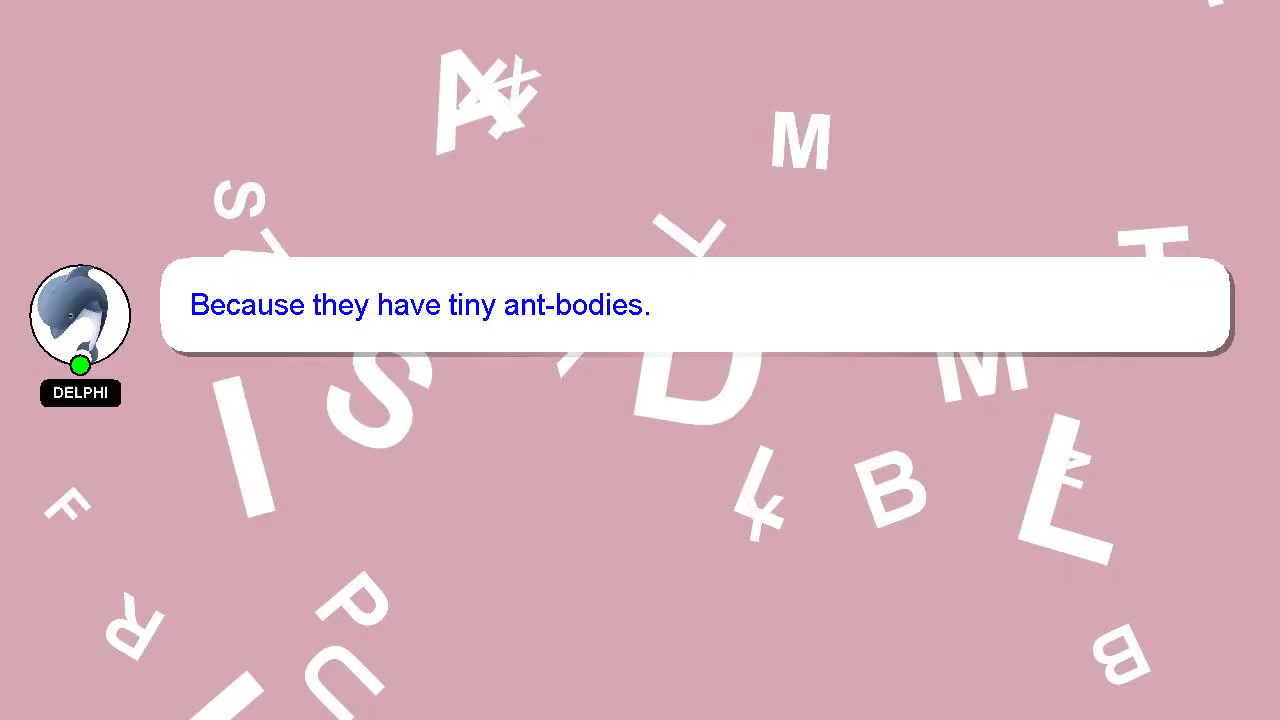 A
M
S
L
H
Because they have tiny ant-bodies.
DELPHI
I
S
D
M
L
L
Y
B
N
F
P
R
U
B